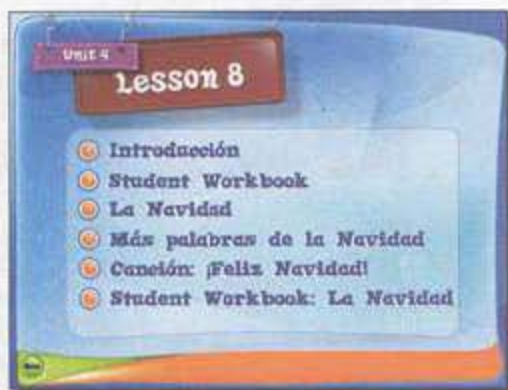 Unit 4
Lesson 8
Introducción
Student Workbook
La Navidad
Más palabras de la Navidad
Canción: ¡Feliz Navidad!
Student Workbook: La Navidad